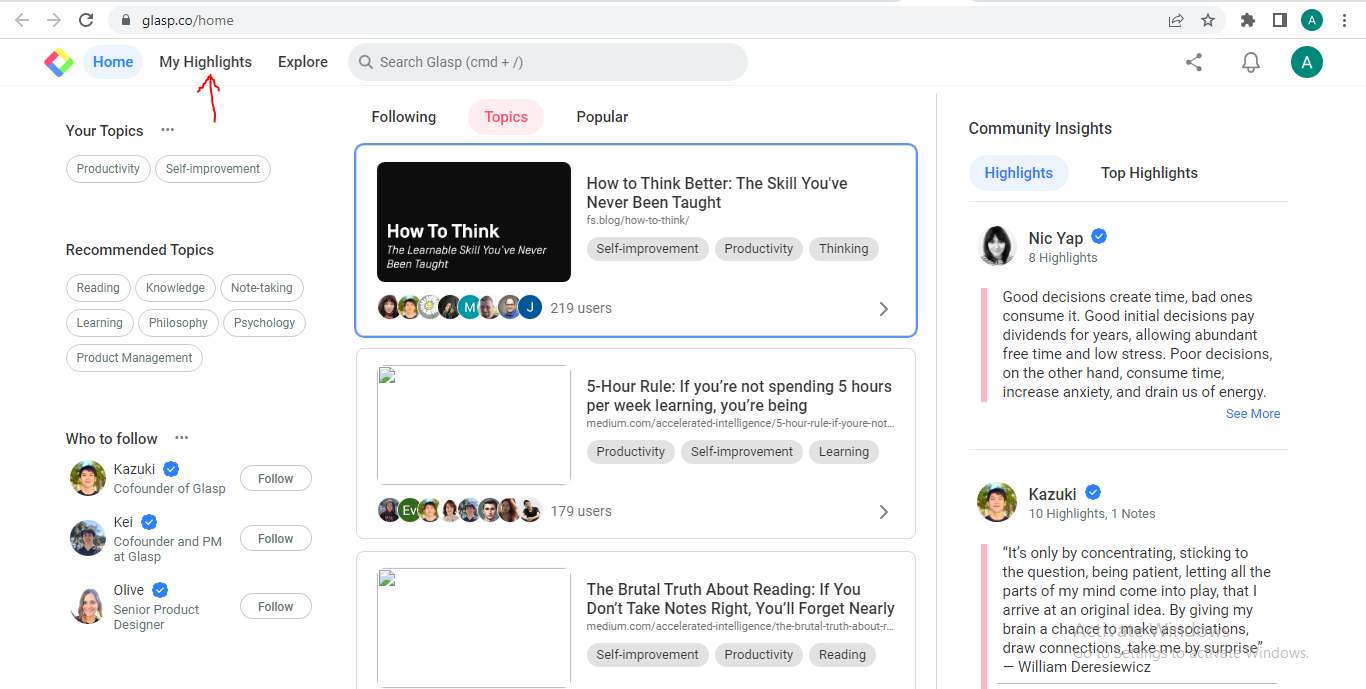 glasp.co/home
A
Home
My Highlights
Explore
Search Glasp (cmd + /)
A
Your Topics
Productivity
Self-improvement
Recommended Topics
Reading
Knowledge
Note-taking
Learning
Philosophy
Psychology
Product Management
Who to follow
Kazuki
Cofounder of Glasp
Follow
Kei
Cofounder and PM
at Glasp
Follow
Olive
Senior Product
Designer
Follow
Following
Topics
Popular
How To Think
The Learnable Skill You've Never
Been Taught
How to Think Better: The Skill You've
Never Been Taught
fs.blog/how-to-think/
Self-improvement
Productivity
Thinking
M
J
219 users
5-Hour Rule: If you’re not spending 5 hours
per week learning, you’re being
medium.com/accelerated-intelligence/5-hour-rule-if-youre-not...
Productivity
Self-improvement
Learning
Ev
179 users
The Brutal Truth About Reading: If You
Don’t Take Notes Right, You’ll Forget Nearly
medium.com/accelerated-intelligence/the-brutal-truth-about-r...
Self-improvement
Productivity
Reading
Community Insights
Highlights
Top Highlights
Nic Yap
8 Highlights
Good decisions create time, bad ones
consume it. Good initial decisions pay
dividends for years, allowing abundant
free time and low stress. Poor decisions,
on the other hand, consume time,
increase anxiety, and drain us of energy.
See More
Kazuki
10 Highlights, 1 Notes
“It’s only by concentrating, sticking to
the question, being patient, letting all the
parts of my mind come into play, that I
arrive at an original idea. By giving my
brain a chance to make associations,
draw connections, take me by surprise”
— William Deresiewicz
Activate Windows
Go to Settings to activate Windows.